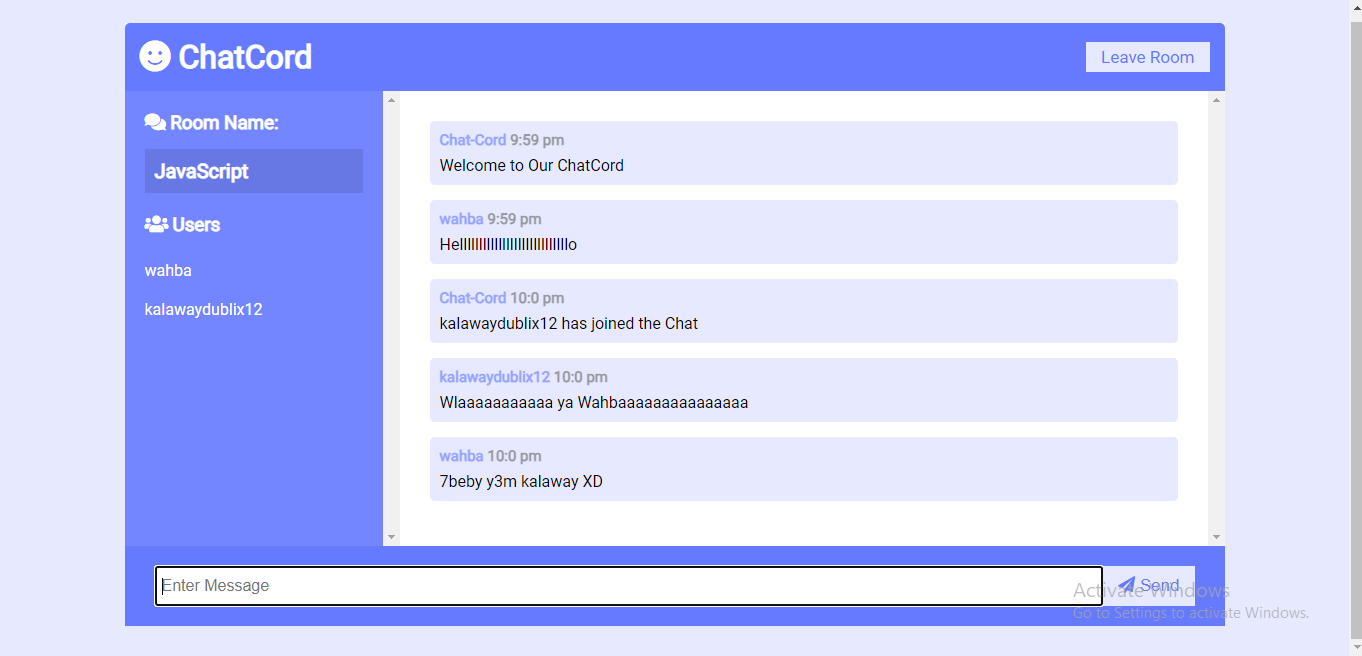 ChatCord
Leave Room
Room Name:
JavaScript
Users
wahba
kalawaydublix12
Chat-Cord 9:59 pm
Welcome to Our ChatCord
wahba 9:59 pm
Helllllllllllllllllllllllllllllo
Chat-Cord 10:0 pm
kalawaydublix12 has joined the Chat
kalawaydublix12 10:0 pm
Wlaaaaaaaaaaa ya Wahbaaaaaaaaaaaaaaa
wahba 10:0 pm
7beby y3m kalaway XD
Enter Message
Send
Activate Windows
Go to Settings to activate Windows.